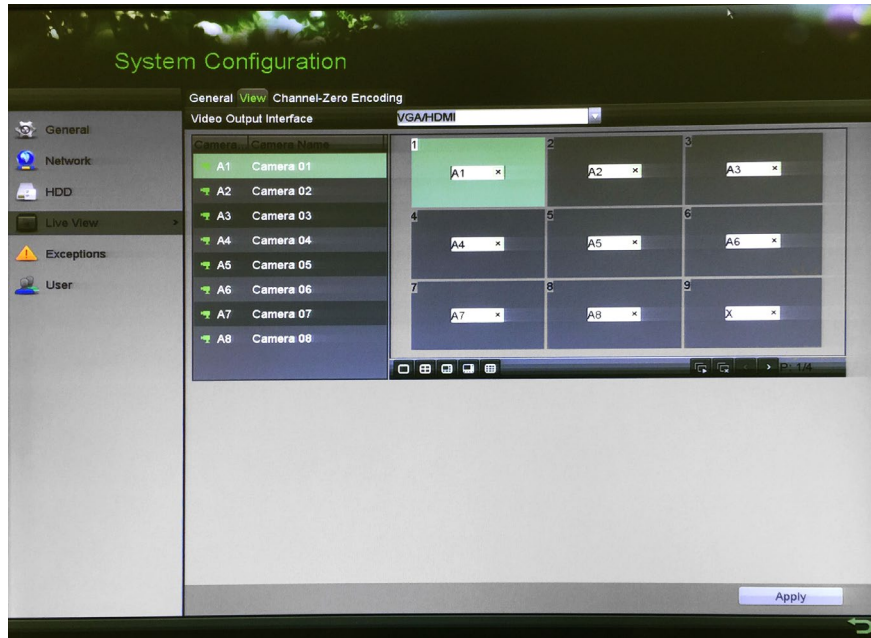 System Configuration
General View Channel-Zero Encoding
Video Output Interface VGA/HDMI
General
Network
HDD
Live View >
Exceptions
User
Camera Camera Name
A1 Camera 01
A2 Camera 02
A3 Camera 03
A4 Camera 04
A5 Camera 05
A6 Camera 06
A7 Camera 07
A8 Camera 08
1 2 3
A1 × A2 × A3 ×
4 5 6
A4 × A5 × A6 ×
7 8 9
A7 × A8 × X ×
< > P: 1/4
Apply